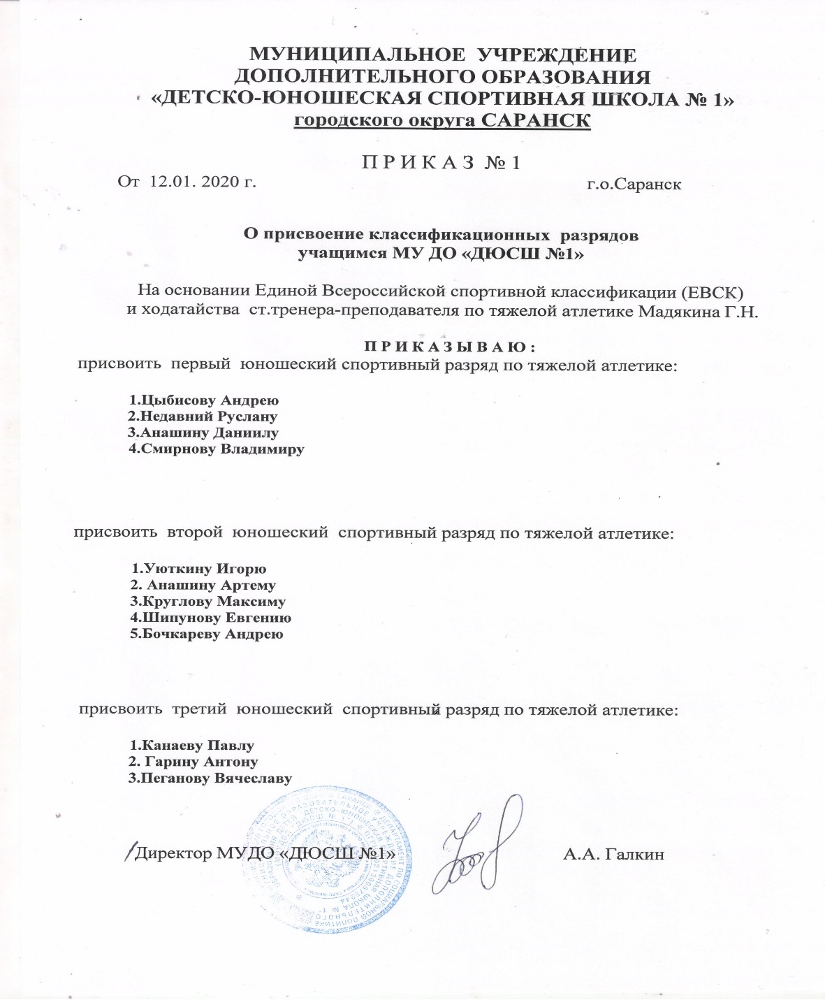 МУНИЦИПАЛЬНОЕ УЧРЕЖДЕНИЕ
ДОПОЛНИТЕЛЬНОГО ОБРАЗОВАНИЯ
«ДЕТСКО-ЮНОШЕСКАЯ СПОРТИВНАЯ ШКОЛА № 1»
городского округа САРАНСК
П Р И К А З № 1
От 12.01. 2020 г.
г.о.Саранск
О присвоение классификационных разрядов
учащимся МУ ДО «ДЮСШ №1»
На основании Единой Всероссийской спортивной классификации (ЕВСК)
и ходатайства ст.тренера-преподавателя по тяжелой атлетике Мадякина Г.Н.
П Р И К А З Ы В А Ю :
присвоить первый юношеский спортивный разряд по тяжелой атлетике:
1.Цыбисову Андрею
2.Недавний Руслану
3.Анашину Даниилу
4.Смирнову Владимиру
присвоить второй юношеский спортивный разряд по тяжелой атлетике:
1.Уюткину Игорю
2. Анашину Артему
3.Круглову Максиму
4.Шипунову Евгению
5.Бочкареву Андрею
присвоить третий юношеский спортивный разряд по тяжелой атлетике:
1.Канаеву Павлу
2. Гарину Антону
3.Пеганову Вячеславу
Директор МУДО «ДЮСШ №1»
А.А. Галкин